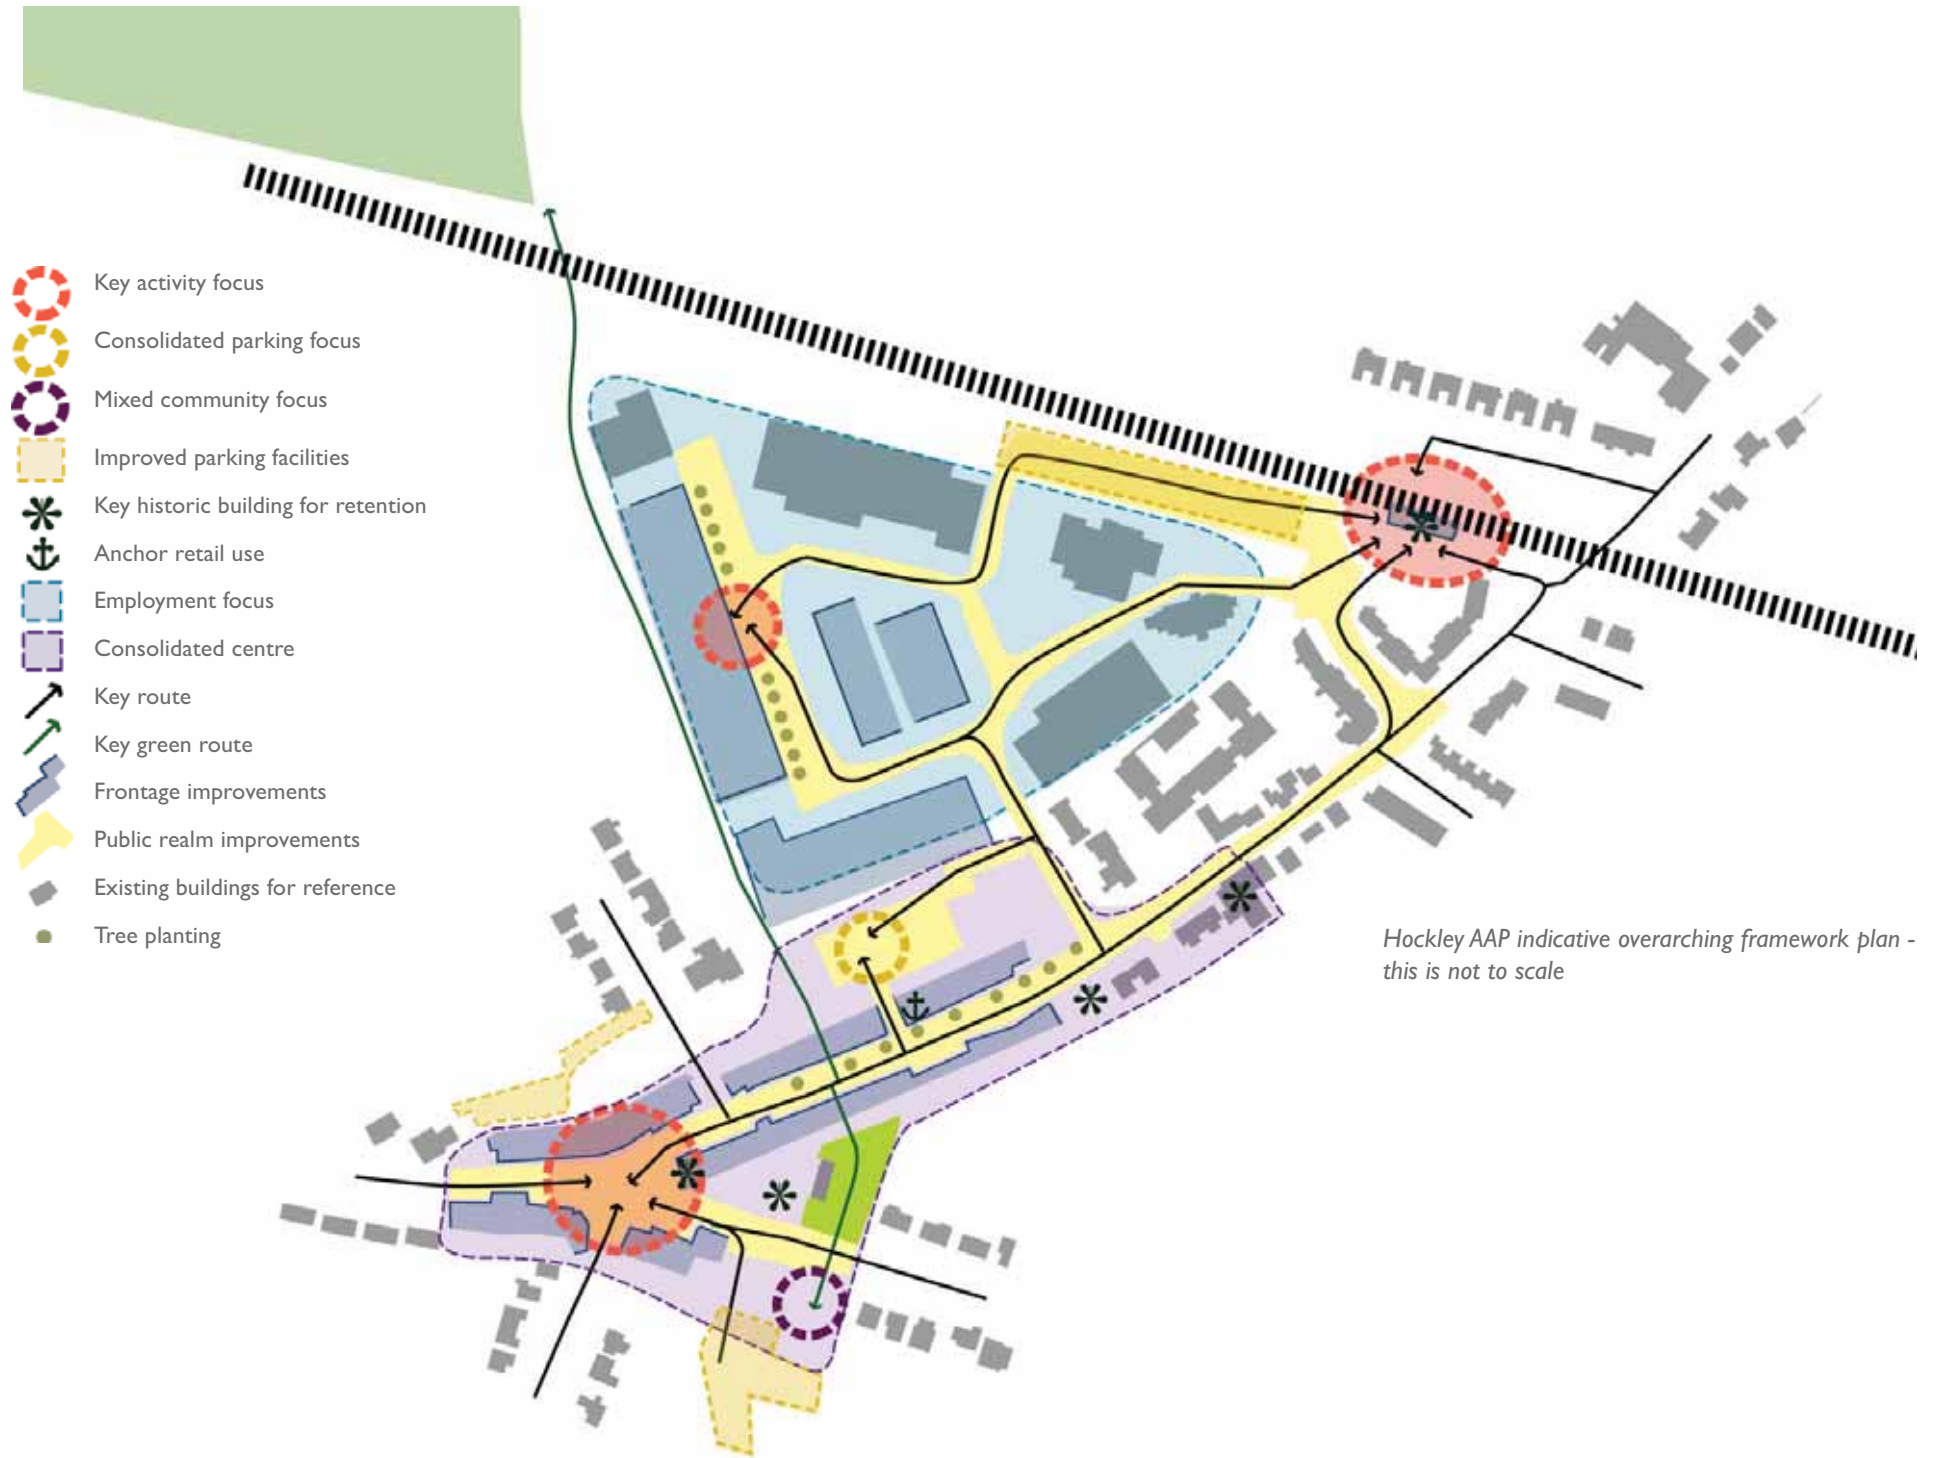 Key activity focus
Consolidated parking focus
Mixed community focus
Improved parking facilities
Key historic building for retention
Anchor retail use
Employment focus
Consolidated centre
Key route
Key green route
Frontage improvements
Public realm improvements
Existing buildings for reference
Tree planting
Hockley AAP indicative overarching framework plan -
this is not to scale